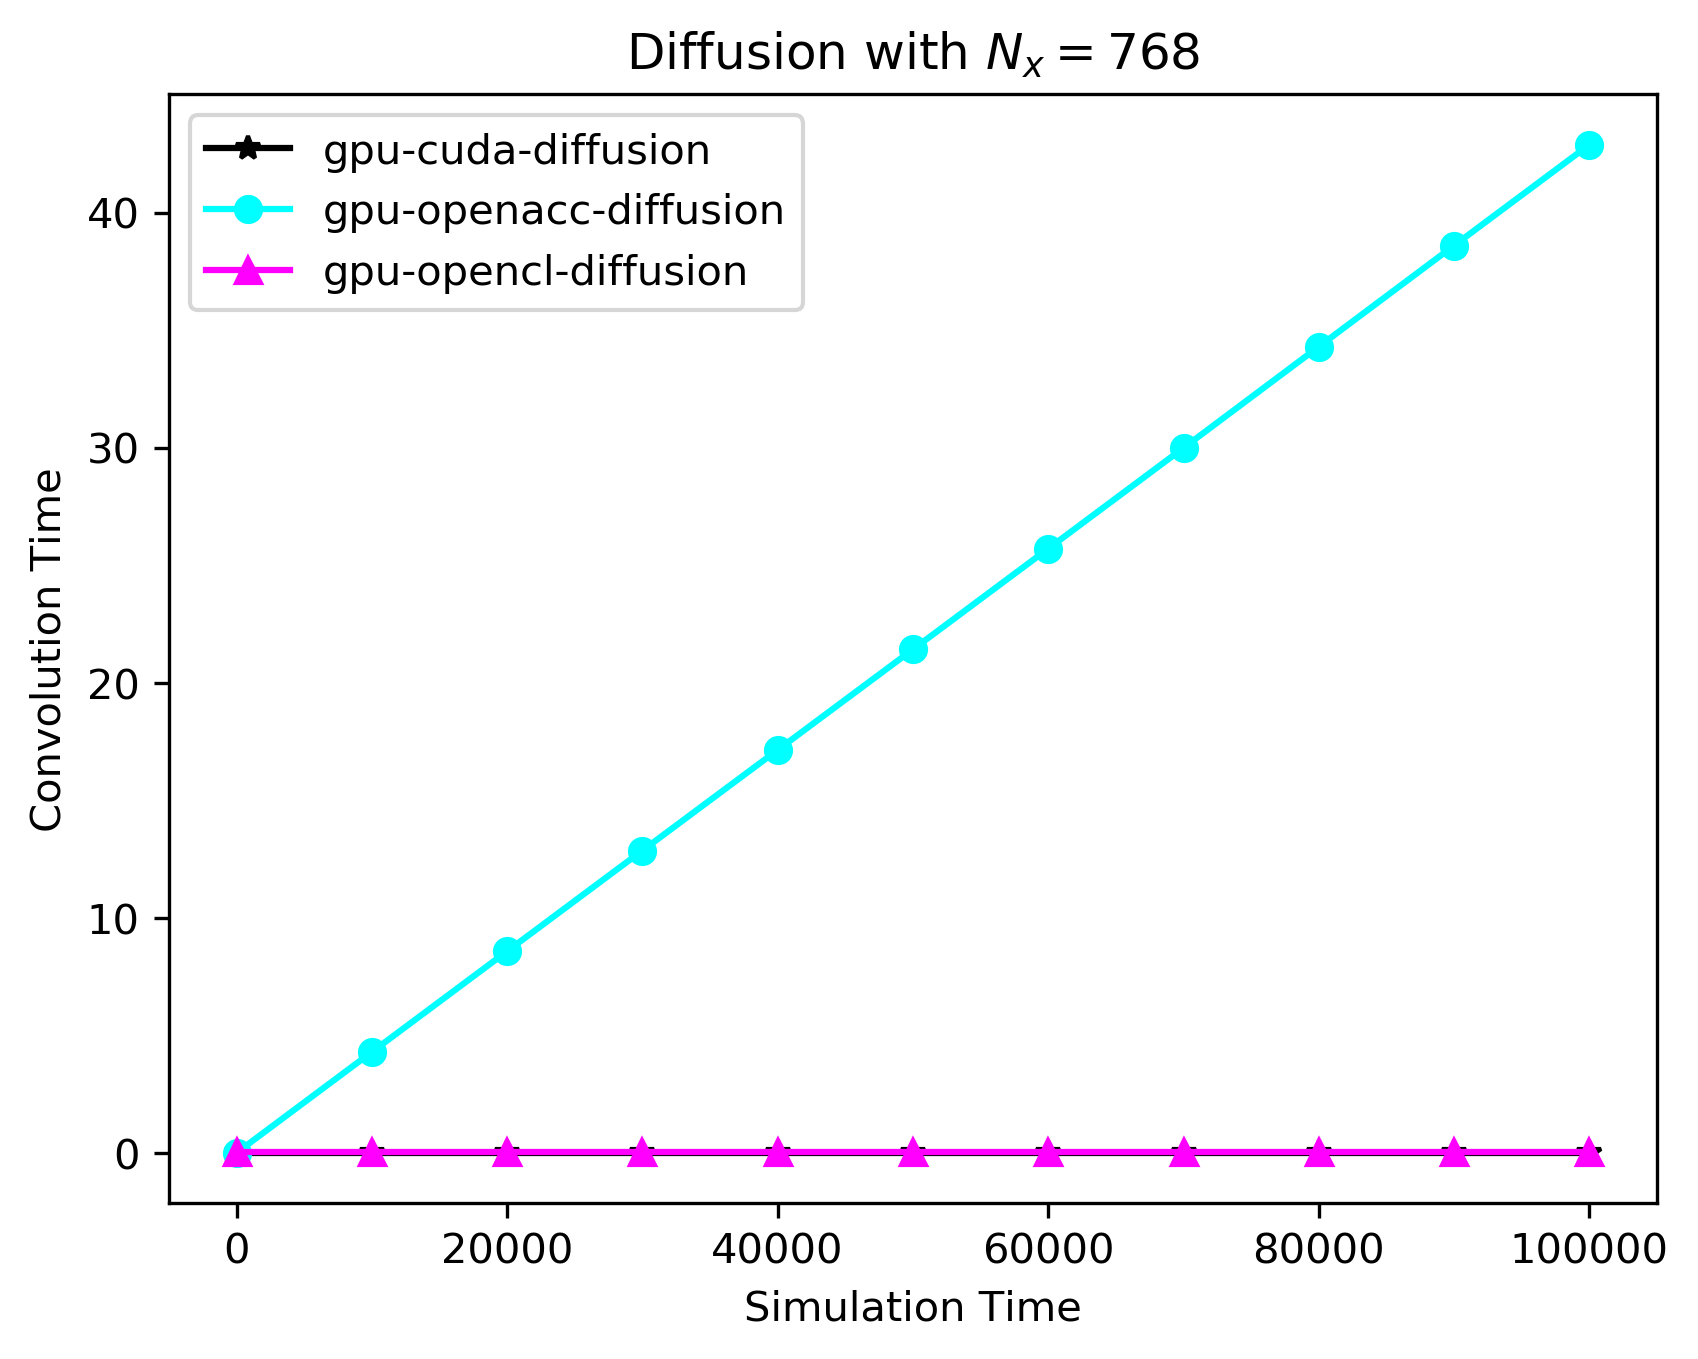 Diffusion with Nₓ = 768
gpu-cuda-diffusion
gpu-openacc-diffusion
gpu-opencl-diffusion
Convolution Time
40
30
20
10
0
0 20000 40000 60000 80000 100000
Simulation Time